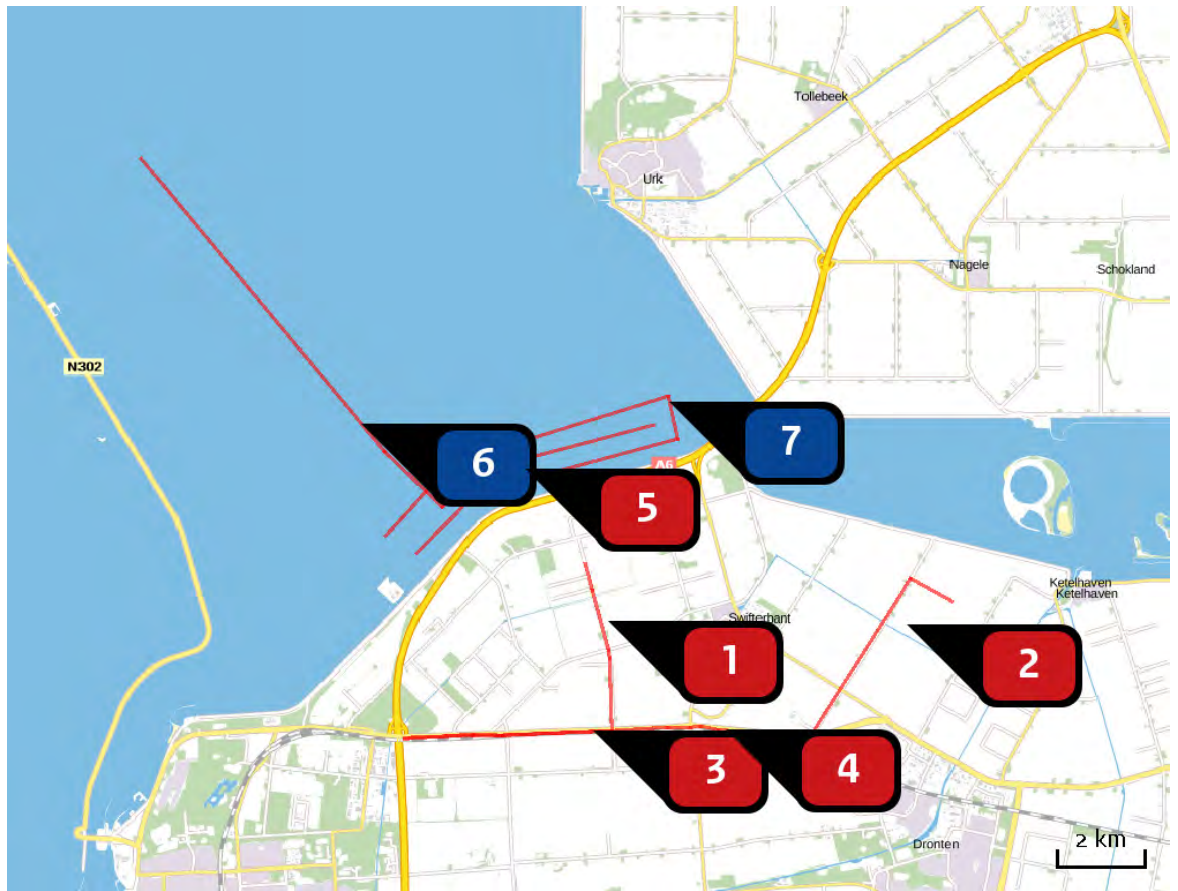 Tollebeek
Urk
Nagele
Schokland
N302
7
6
A6
5
Ketelhaven
Ketelhaven
Swifterbant
1
2
3
4
2 km
Dronten